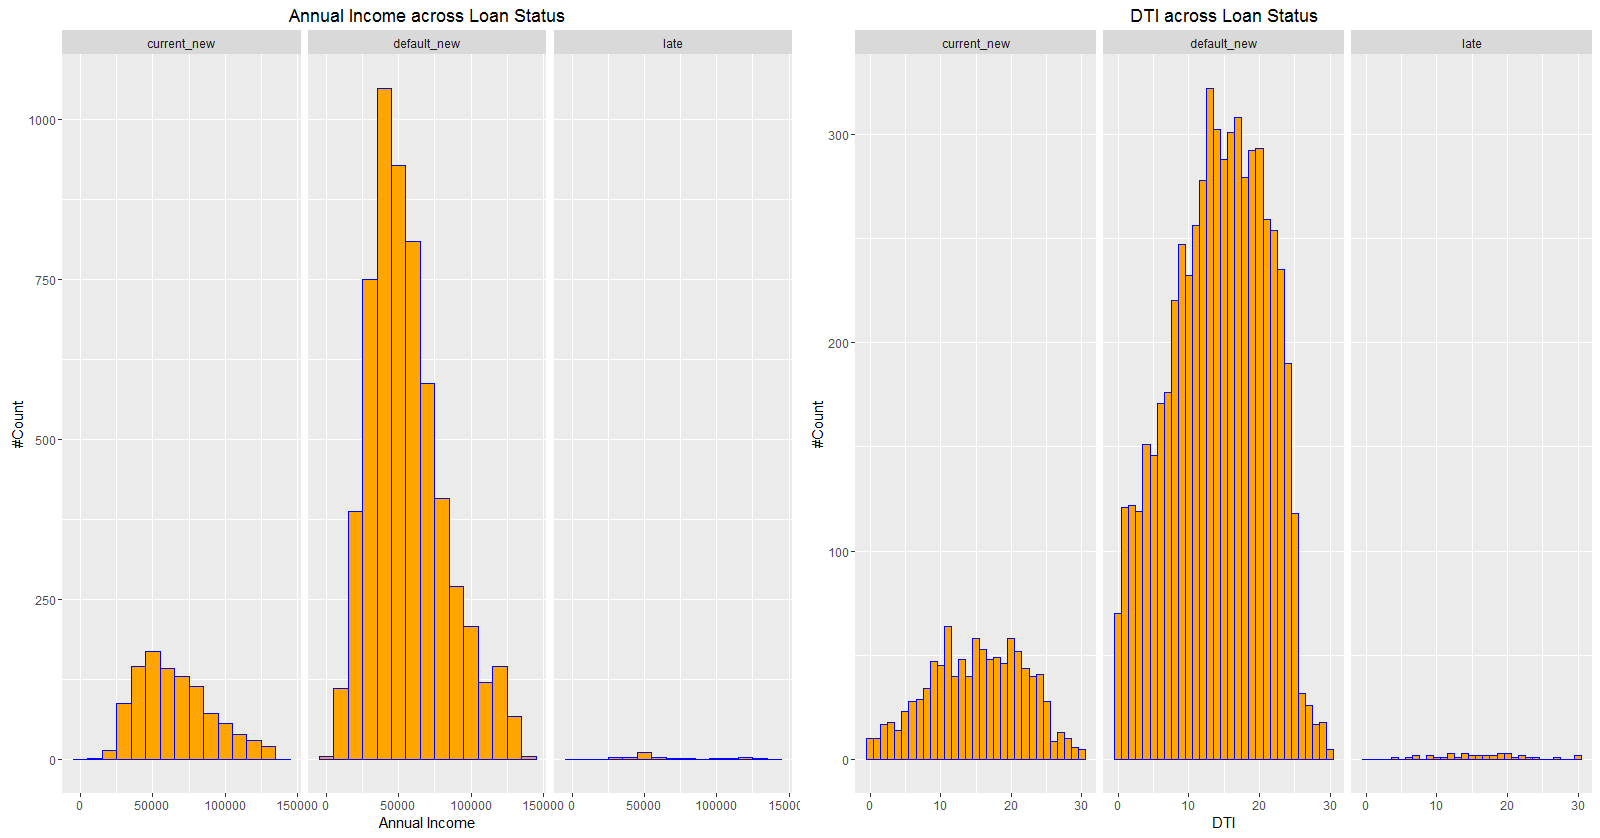 Annual Income across Loan Status
current_new default_new late
1000
750
500
250
0
#Count
0 50000 100000 150000 0 50000 100000 150000 0 50000 100000 15000
Annual Income
DTI across Loan Status
current_new default_new late
300
200
100
0
#Count
0 10 20 30 0 10 20 30 0 10 20 30
DTI